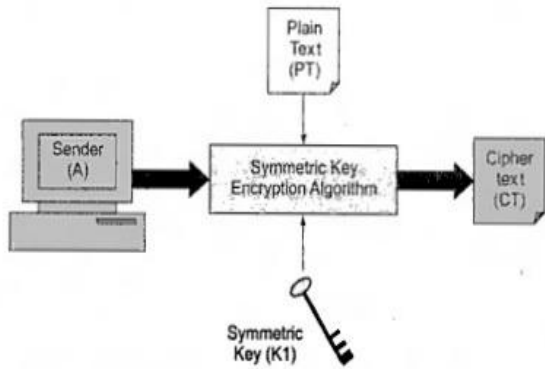 Plain
Text
(PT)
Sender
(A)
Symmetric Key
Encryption Algorithm
Cipher
text
(CT)
Symmetric
Key (K1)